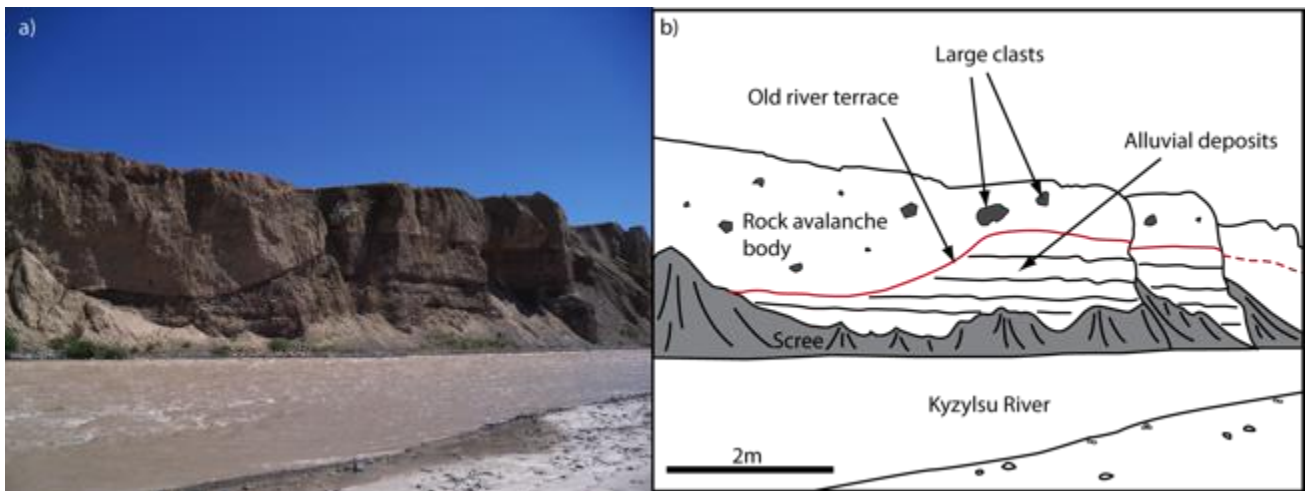 a)
b)
Large clasts
Old river terrace
Alluvial deposits
Rock avalanche
body
Scree
Kyzylsu River
2m